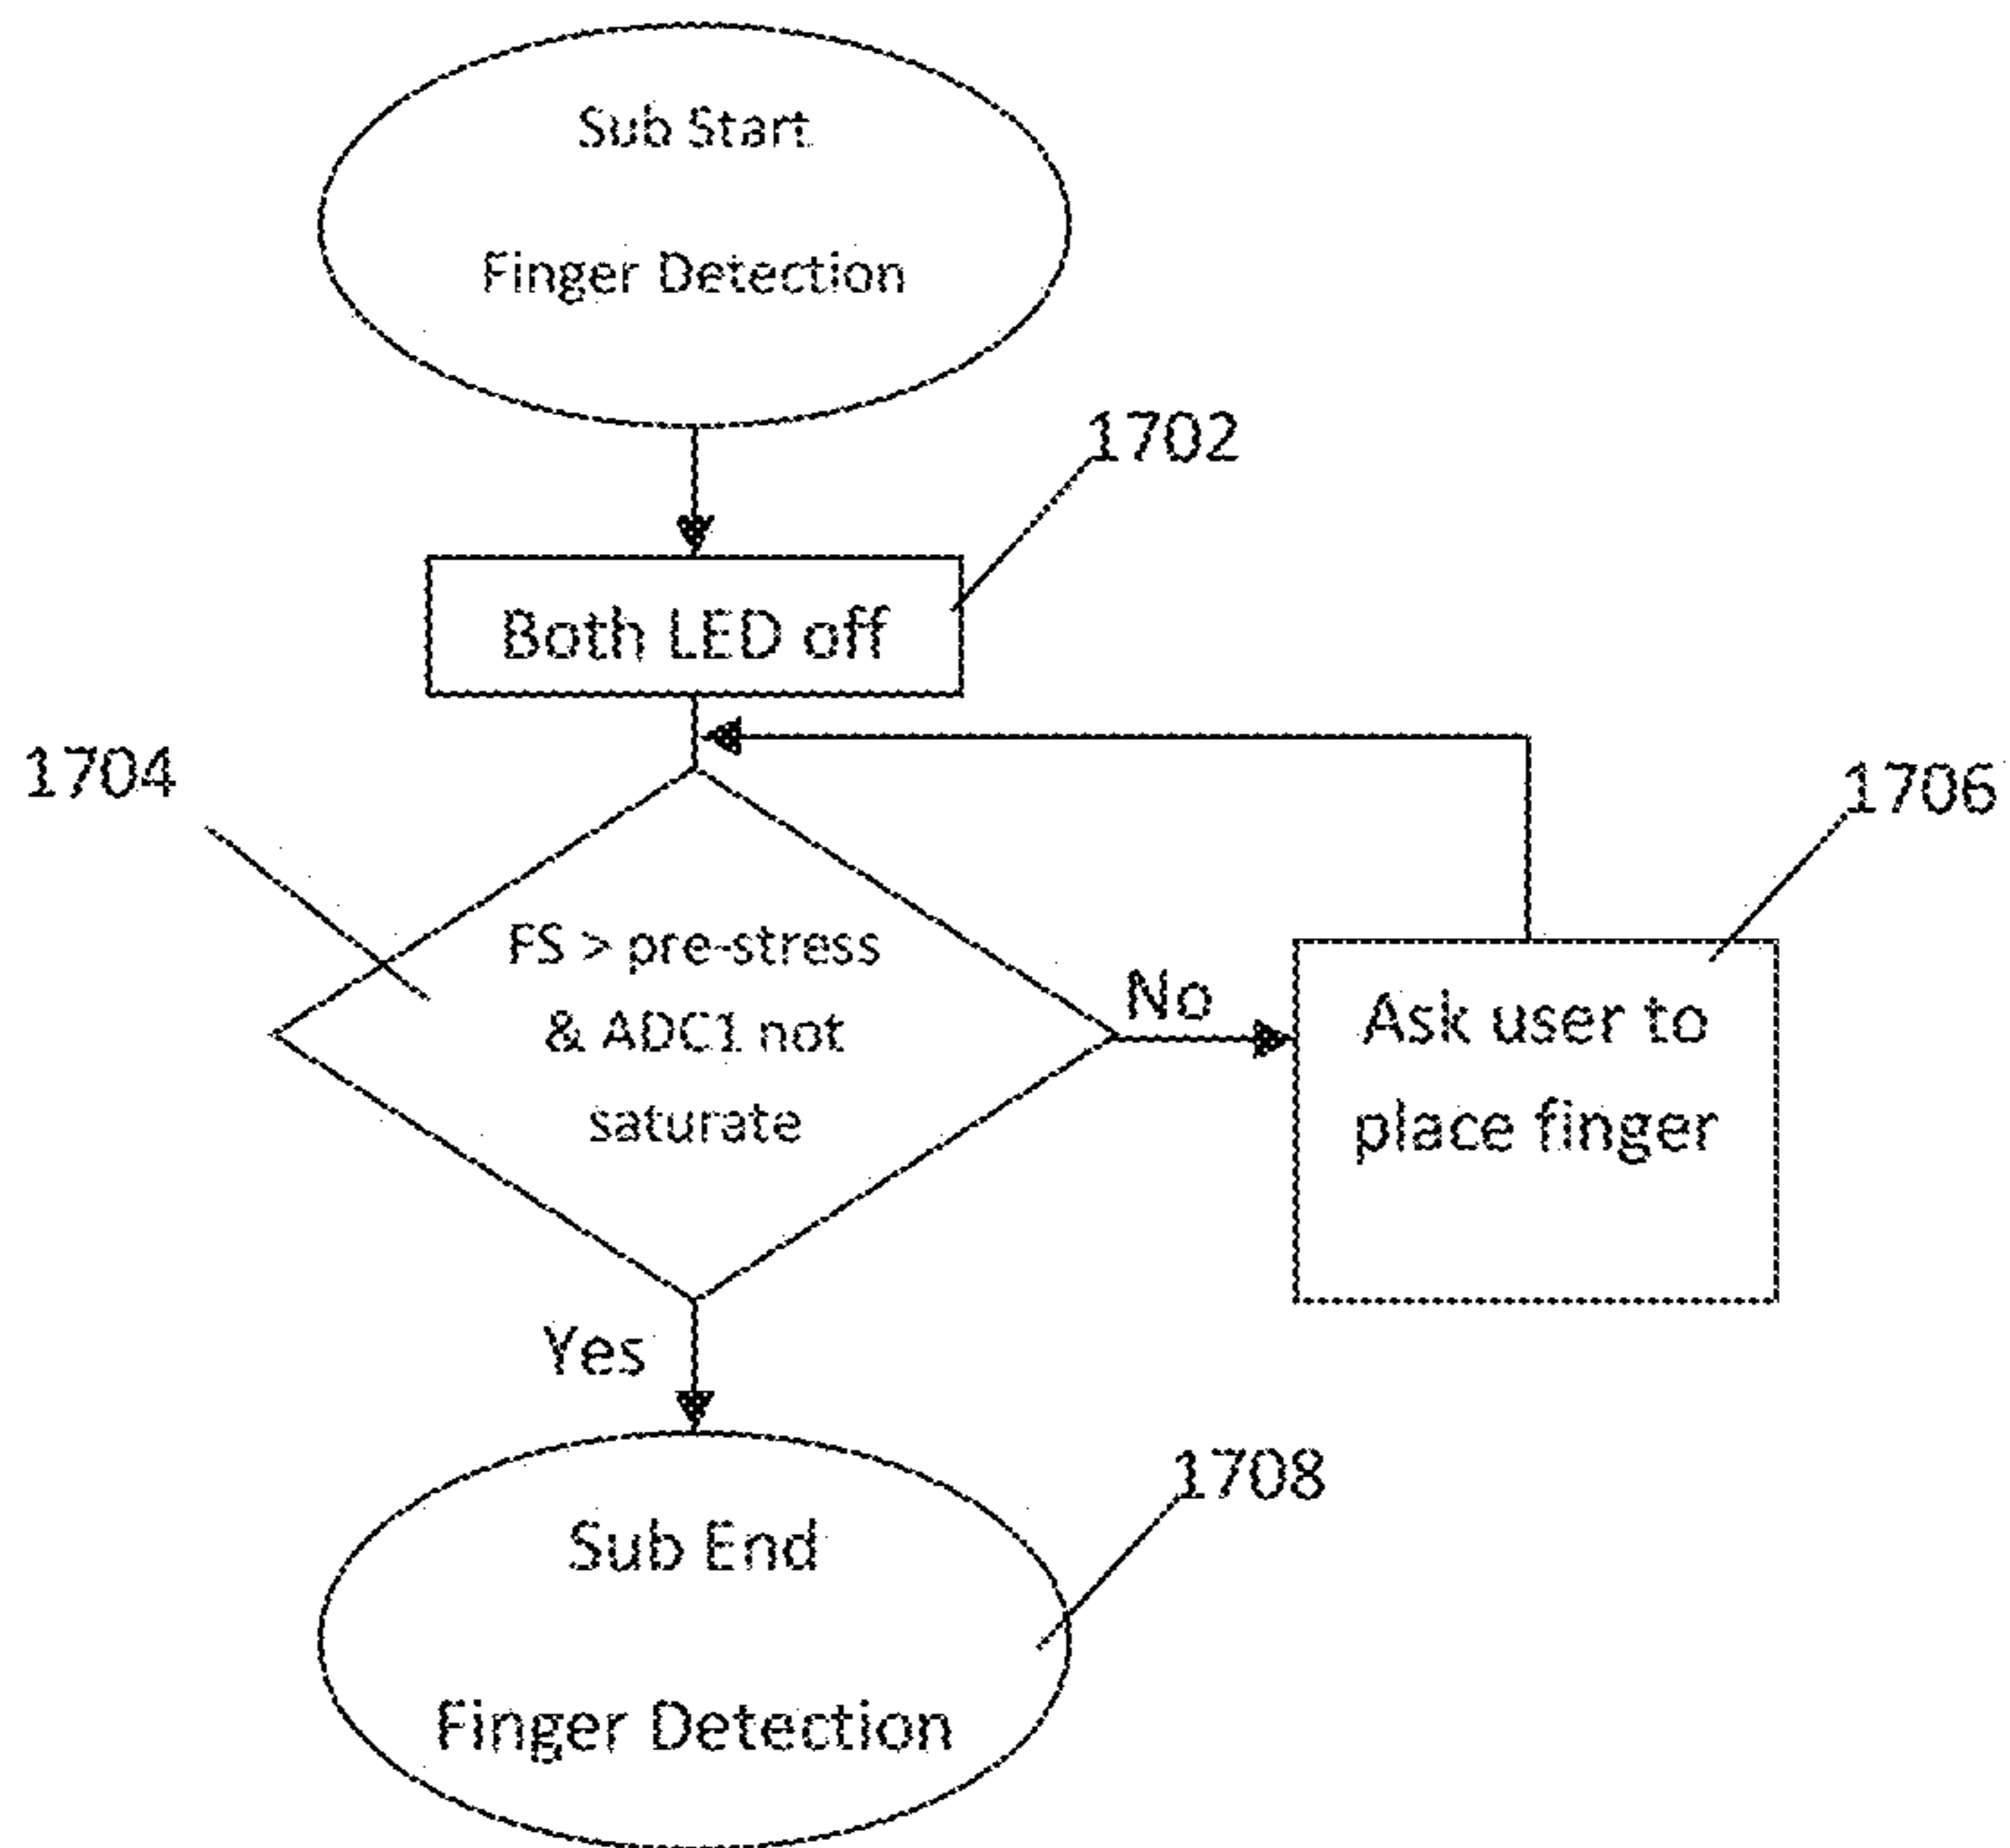 Sub Start
Finger Detection
1702
Both LED off
1704
1706
FS > pre-stress
& ADC1 not
saturate
No
Ask user to
place finger
Yes
1708
Sub End
Finger Detection